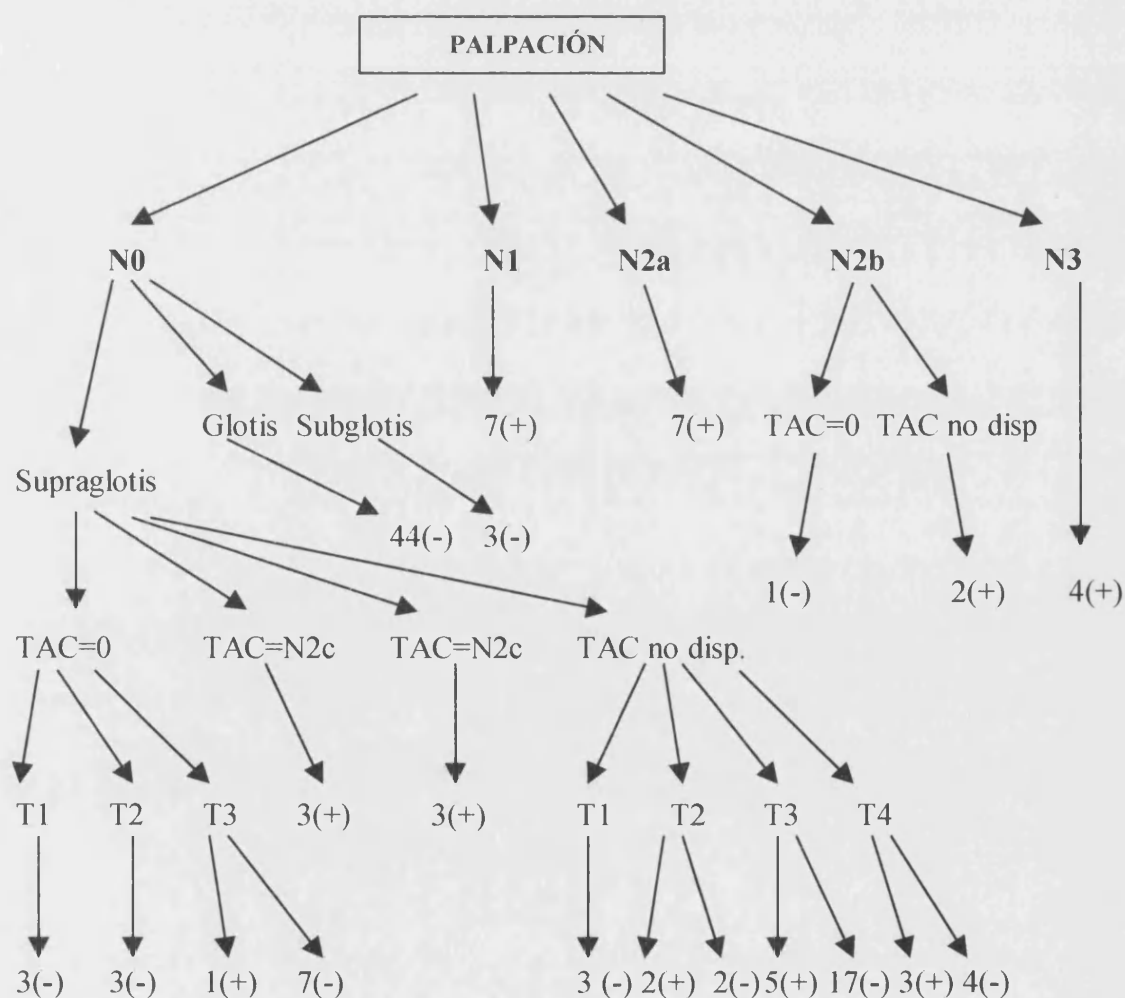 PALPACIÓN
N0 N1 N2a N2b N3
Glotis Subglotis 7(+) 7(+) TAC=0 TAC no disp
Supraglotis
44(-) 3(-)
1(-) 2(+) 4(+)
TAC=0 TAC=N2c TAC=N2c TAC no disp.
T1 T2 T3 3(+) 3(+) T1 T2 T3 T4
3(-) 3(-) 1(+) 7(-) 3 (-) 2(+) 2(-) 5(+) 17(-) 3(+) 4(-)